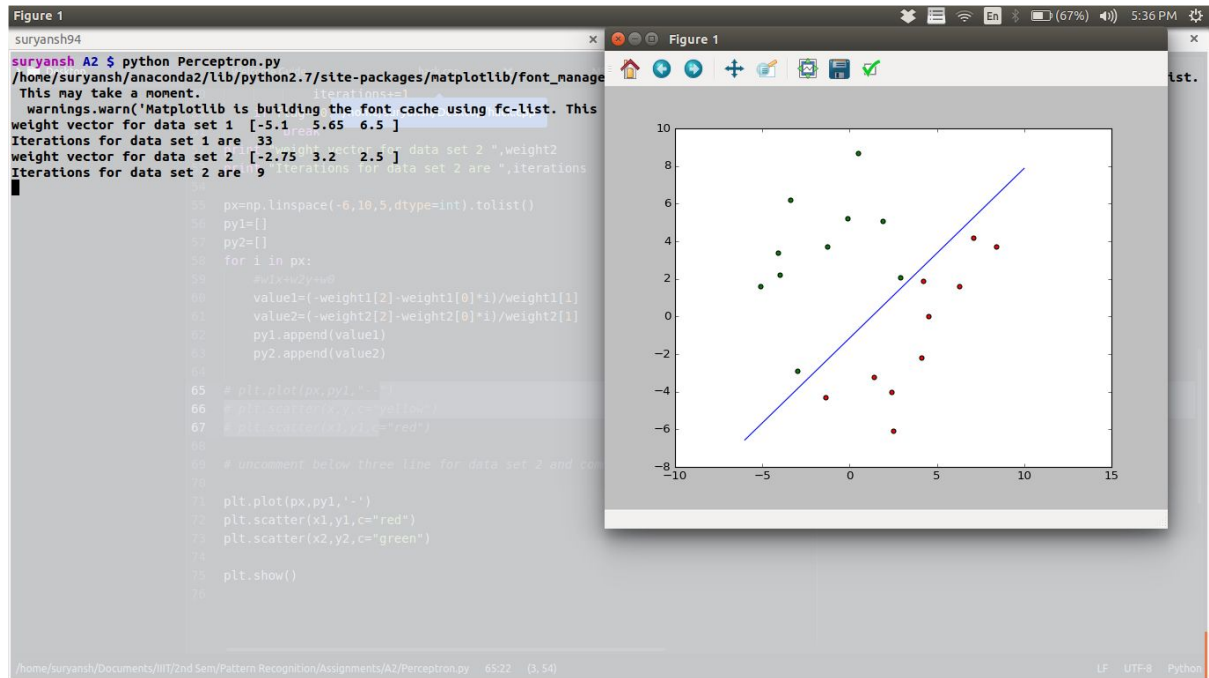 Figure 1
En (67%) 5:36 PM
suryansh94
suryansh A2 $ python Perceptron.py
/home/suryansh/anaconda2/lib/python2.7/site-packages/matplotlib/font_manage
ist.
This may take a moment.
warnings.warn('Matplotlib is building the font cache using fc-list. This
weight vector for data set 1 [-5.1 5.65 6.5 ]
Iterations for data set 1 are 33
weight vector for data set 2 [-2.75 3.2 2.5 ]
Iterations for data set 2 are 9
iterations+=1
break
print "weight vector for data set 2 ",weight2
print "Iterations for data set 2 are ",iterations
54
55 px=np.linspace(-6,10,5,dtype=int).tolist()
56 py1=[]
57 py2=[]
58 for i in px:
59 #w1x+w2y+w0
60 value1=(-weight1[2]-weight1[0]*i)/weight1[1]
61 value2=(-weight2[2]-weight2[0]*i)/weight2[1]
62 py1.append(value1)
63 py2.append(value2)
64
65 # plt.plot(px,py1,"--")
66 # plt.scatter(x,y,c="yellow")
67 # plt.scatter(x1,y1,c="red")
68
69 # uncomment below three line for data set 2 and com
70
71 plt.plot(px,py1,'-')
72 plt.scatter(x1,y1,c="red")
73 plt.scatter(x2,y2,c="green")
74
75 plt.show()
76
/home/suryansh/Documents/IIIT/2nd Sem/Pattern Recognition/Assignments/A2/Perceptron.py 65:22 (3, 54)
LF UTF-8 Python
Figure 1
10
8
6
4
2
0
−2
−4
−6
−8
−10 −5 0 5 10 15